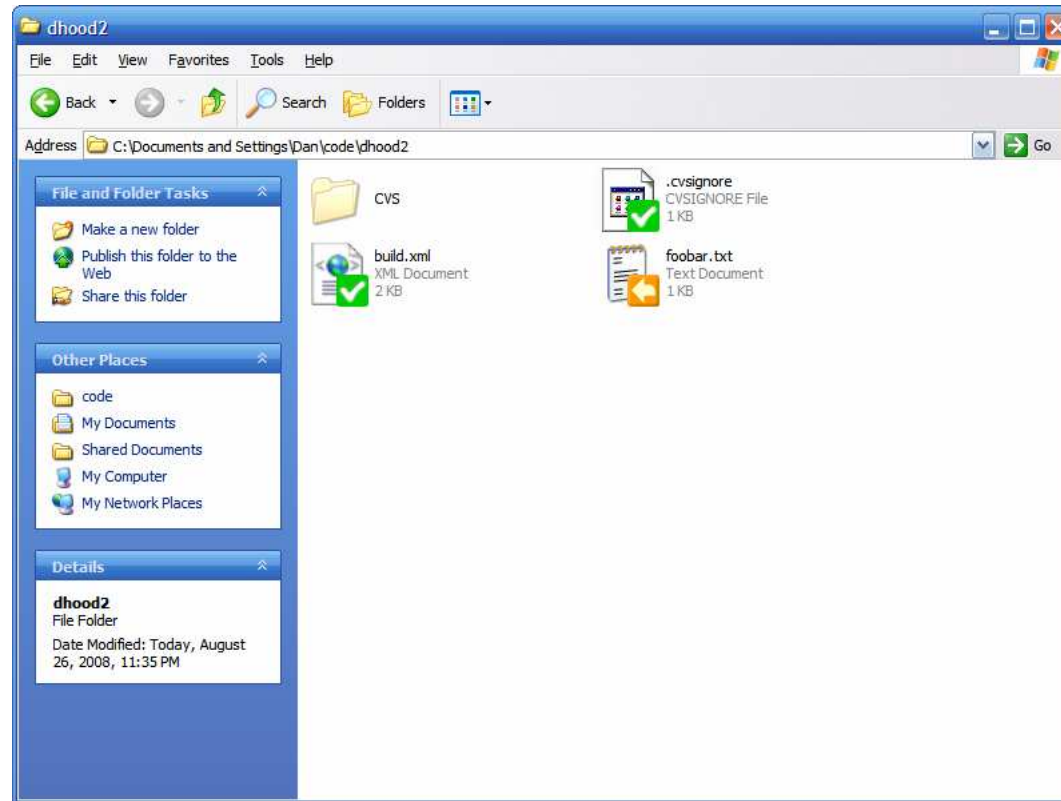 dhood2
File Edit View Favorites Tools Help
Back Search Folders
Address C:\Documents and Settings\Dan\code\dhood2 Go
File and Folder Tasks
Make a new folder
Publish this folder to the
Web
Share this folder
Other Places
code
My Documents
Shared Documents
My Computer
My Network Places
Details
dhood2
File Folder
Date Modified: Today, August
26, 2008, 11:35 PM
CVS
.cvsignore
CVSIGNORE File
1 KB
build.xml
XML Document
2 KB
foobar.txt
Text Document
1 KB